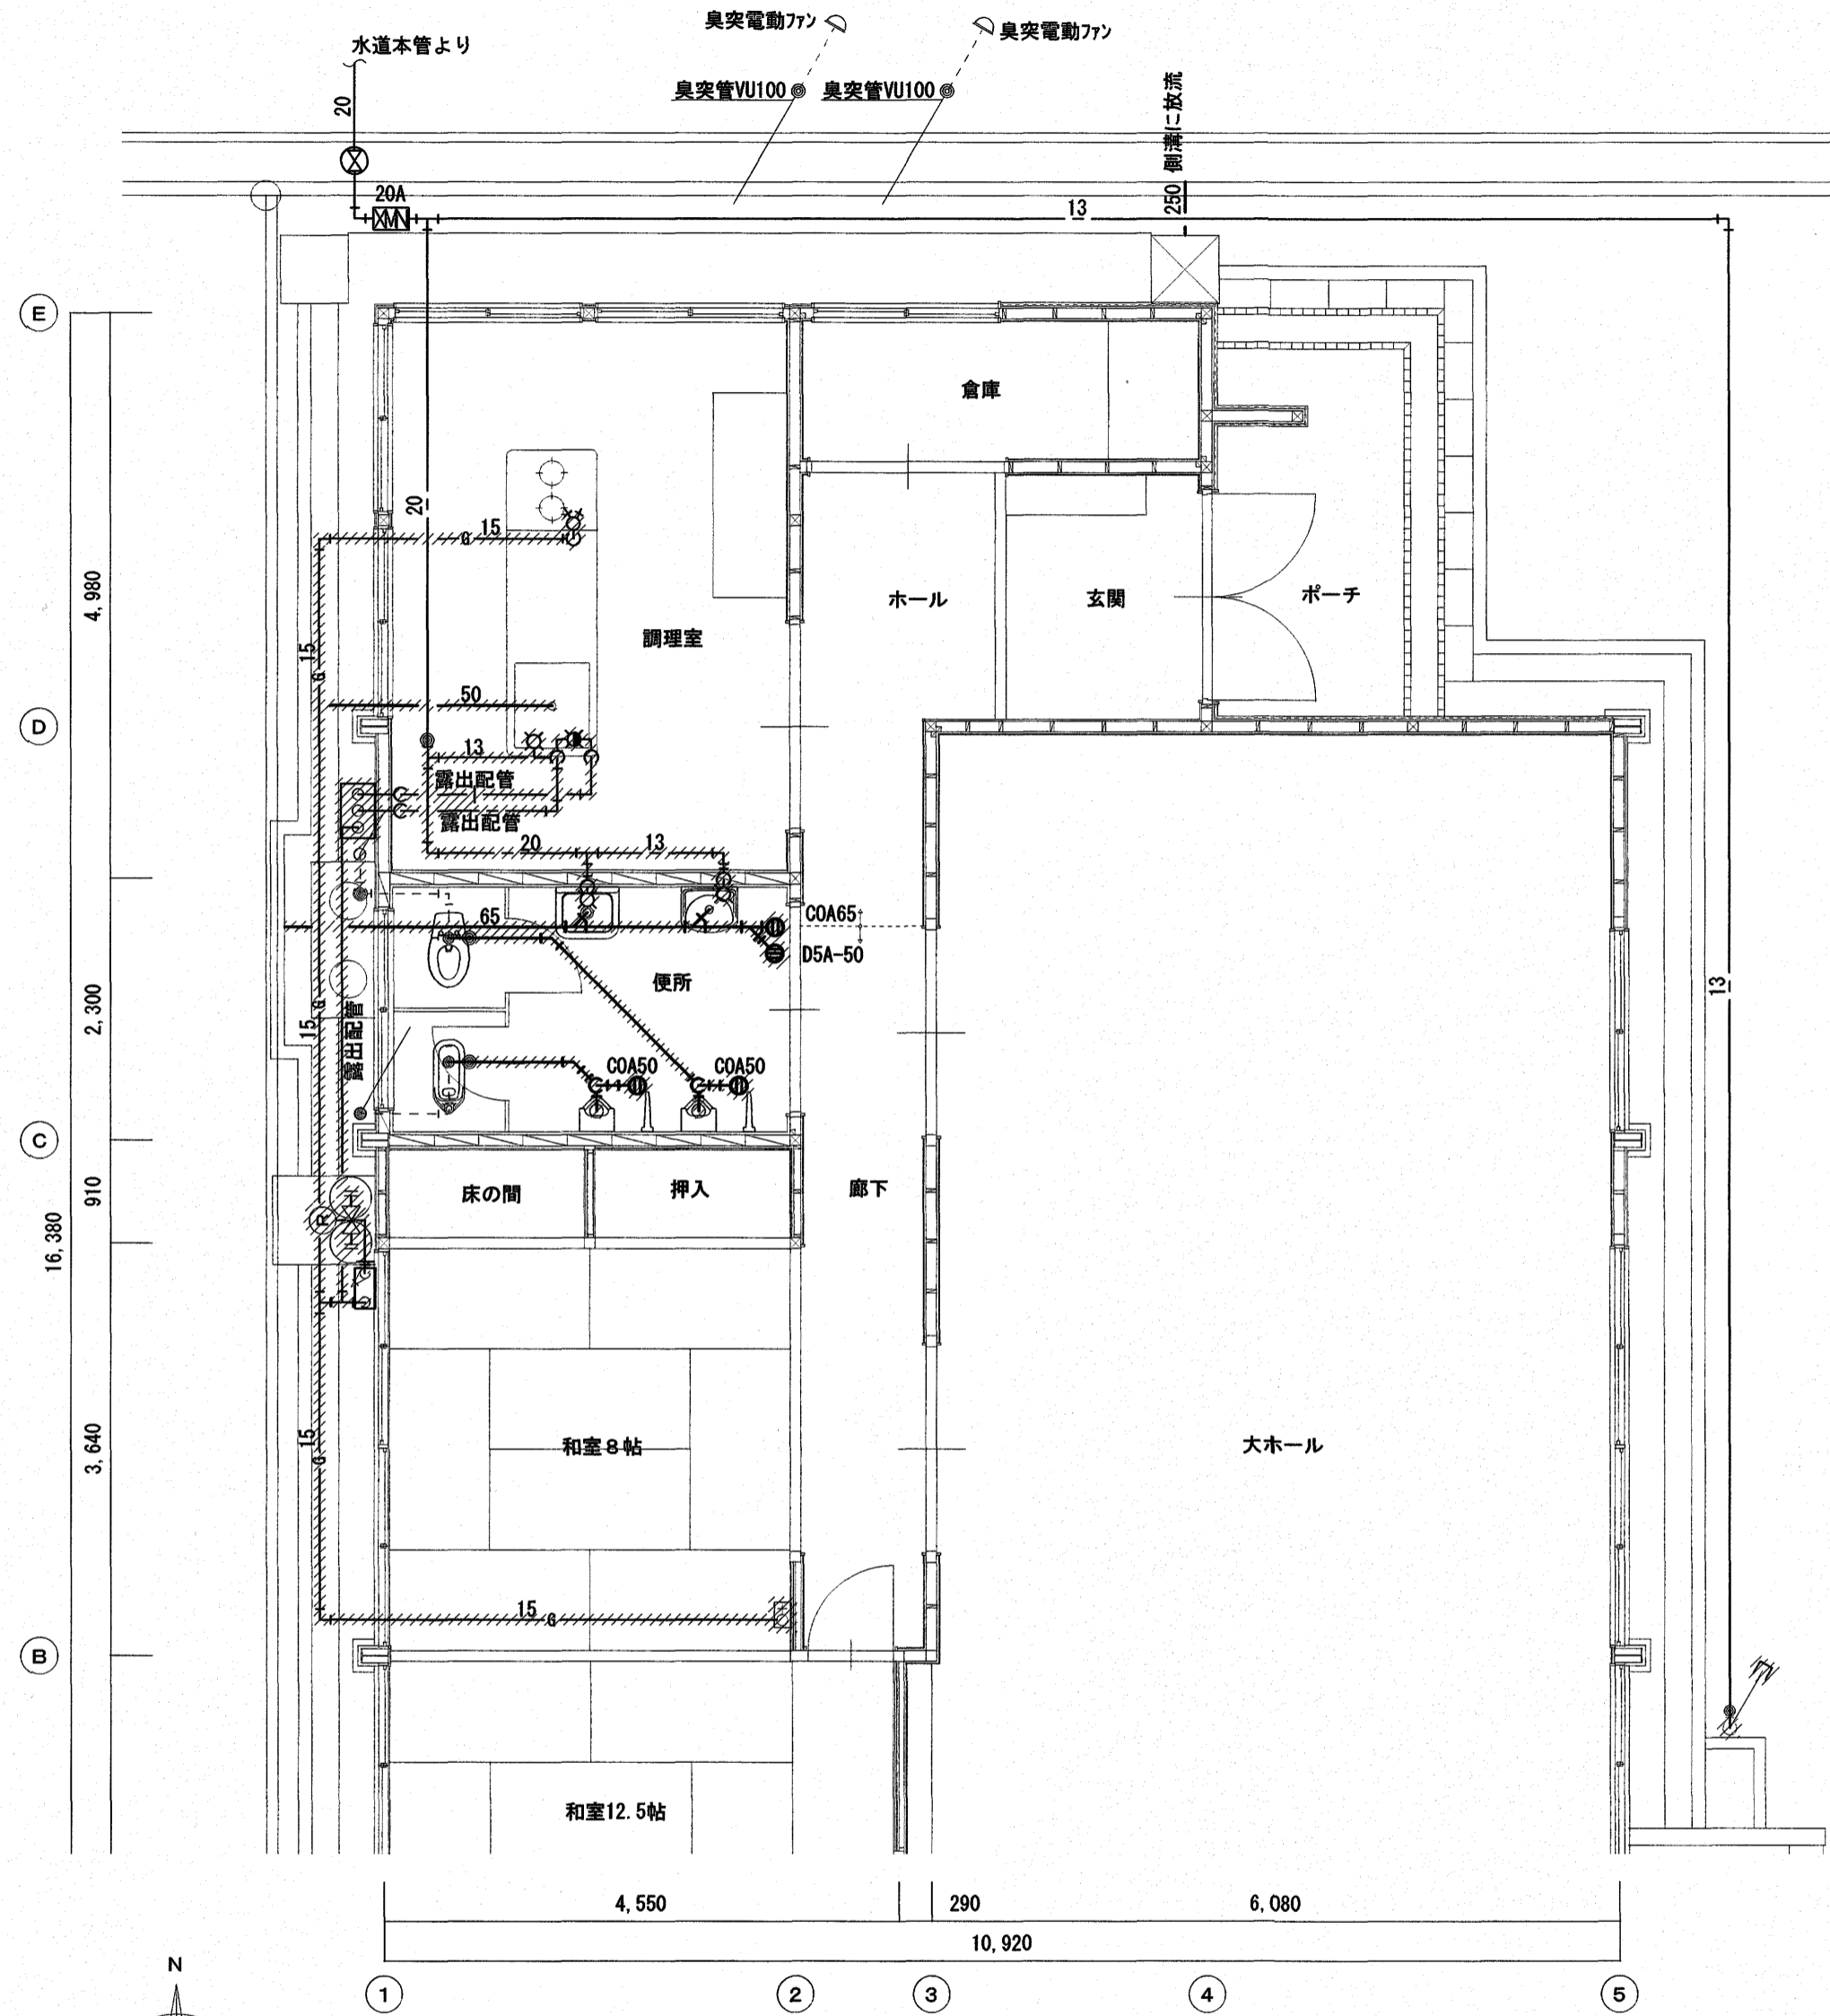 臭突電動ファン
臭突電動ファン
水道本管より
臭突管VU100
臭突管VU100
20
250 側溝に放流
20A
13
E
倉庫
20
15
4,980
ホール
玄関
ポーチ
15
G
調理室
50
D
13
露出配管
露出配管
20
13
65
COA65
D5A-50
便所
2,300
15
G
露出配管
13
COA50
COA50
C
910
床の間
押入
廊下
16,380
R
3,640
15
G
和室8帖
大ホール
15
G
B
和室12.5帖
4,550
290
6,080
10,920
N
1
2
3
4
5